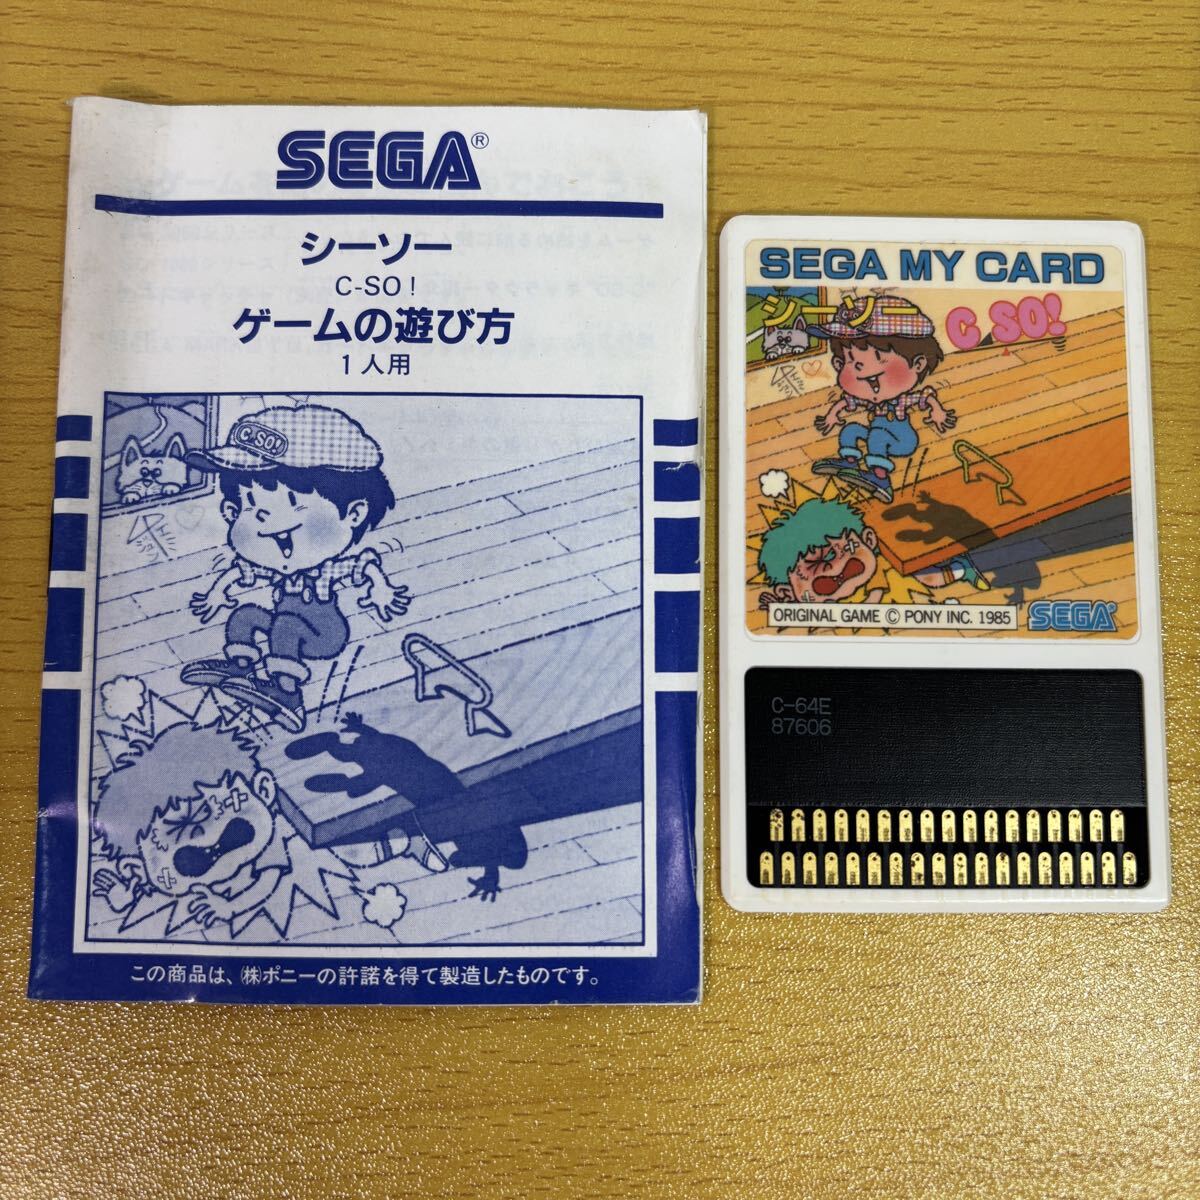 SEGA®
シーソー
C-SO!
ゲームの遊び方
1人用
C-SO!
この商品は、(株)ポニーの許諾を得て製造したものです。
SEGA MY CARD
シーソー
C SO!
ORIGINAL GAME © PONY INC. 1985
SEGA®
C-64E
87606